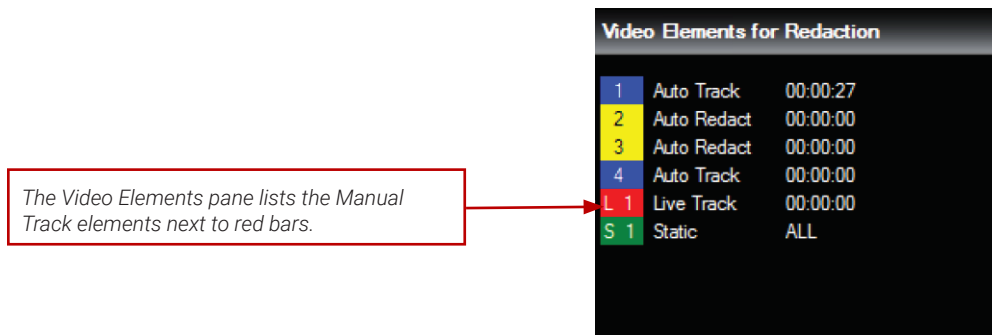 Video Elements for Redaction
1 Auto Track 00:00:27
2 Auto Redact 00:00:00
3 Auto Redact 00:00:00
4 Auto Track 00:00:00
The Video Elements pane lists the Manual
Track elements next to red bars.
L 1 Live Track 00:00:00
S 1 Static ALL